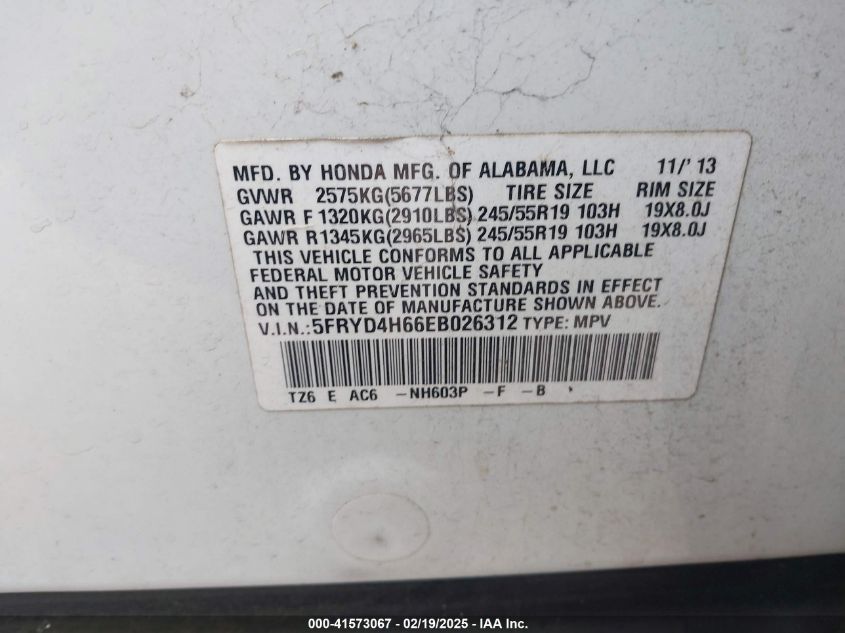 MFD. BY HONDA MFG. OF ALABAMA, LLC 11/' 13
GVWR 2575KG(5677LBS) TIRE SIZE RIM SIZE
GAWR F 1320KG(2910LBS) 245/55R19 103H 19X8.0J
GAWR R1345KG(2965LBS) 245/55R19 103H 19X8.0J
THIS VEHICLE CONFORMS TO ALL APPLICABLE
FEDERAL MOTOR VEHICLE SAFETY
AND THEFT PREVENTION STANDARDS IN EFFECT
ON THE DATE OF MANUFACTURE SHOWN ABOVE.
V.I.N.:5FRYD4H66EB026312 TYPE: MPV
TZ6 E AC6 -NH603P -F -B
000-41573067 - 02/19/2025 - IAA Inc.